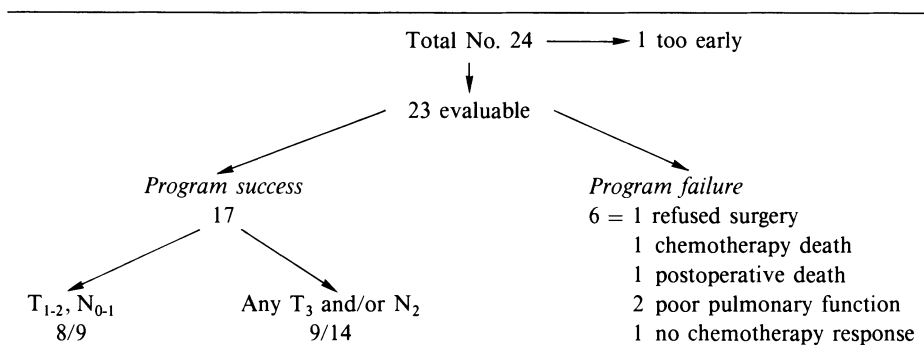 Total No. 24 → 1 too early
23 evaluable
Program success
17
T₁₋₂, N₀₋₁
8/9
Any T₃ and/or N₂
9/14
Program failure
6 = 1 refused surgery
1 chemotherapy death
1 postoperative death
2 poor pulmonary function
1 no chemotherapy response